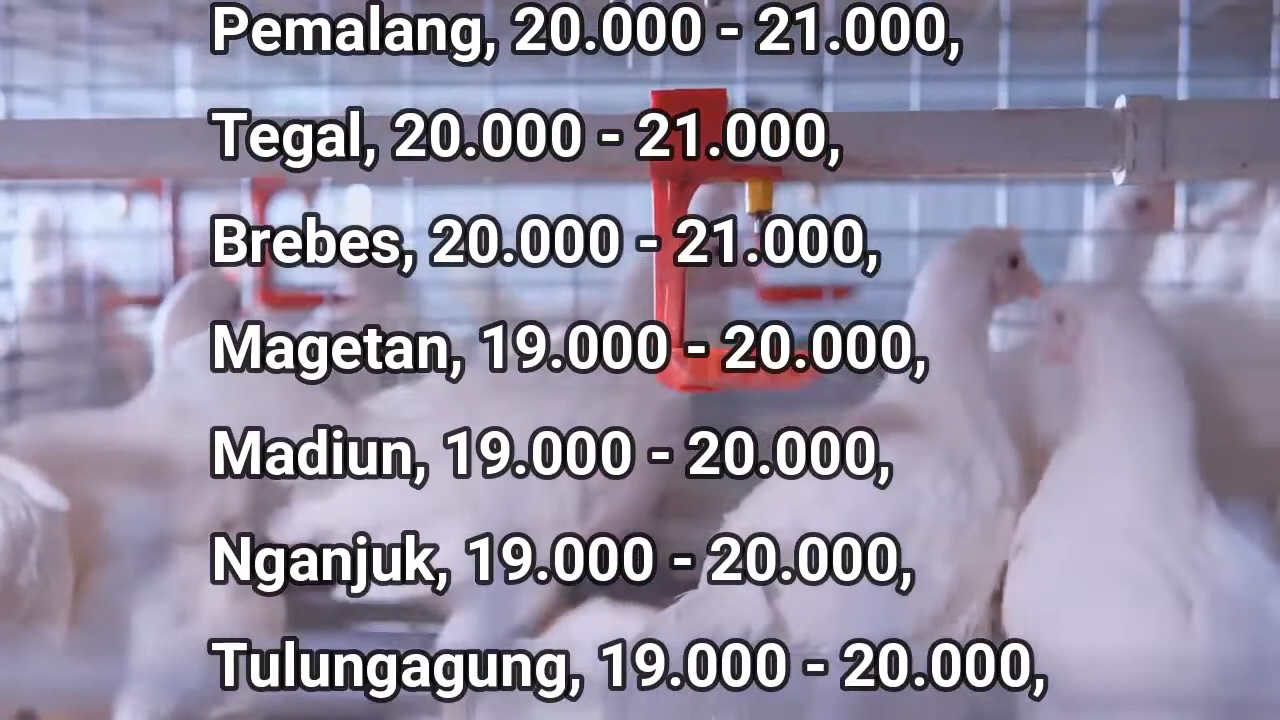 Pemalang, 20.000 - 21.000,
Tegal, 20.000 - 21.000,
Brebes, 20.000 - 21.000,
Magetan, 19.000 - 20.000,
Madiun, 19.000 - 20.000,
Nganjuk, 19.000 - 20.000,
Tulungagung, 19.000 - 20.000,